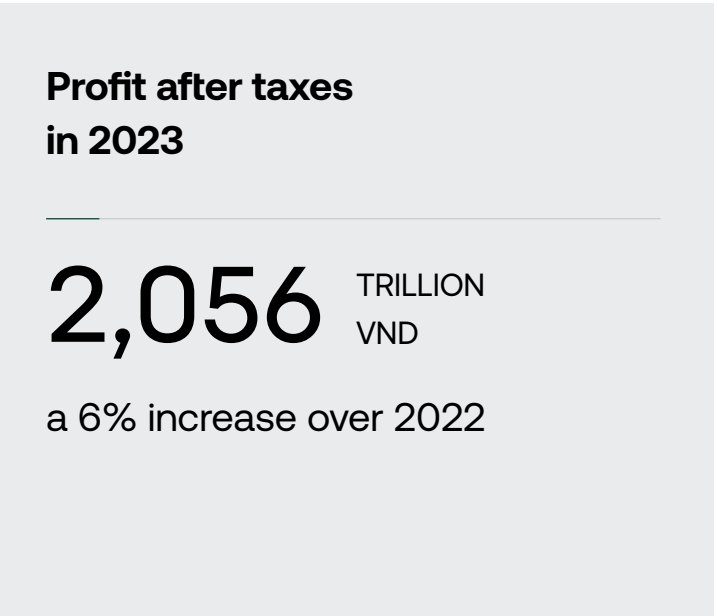 Profit after taxes
in 2023
2,056 TRILLION
VND
a 6% increase over 2022